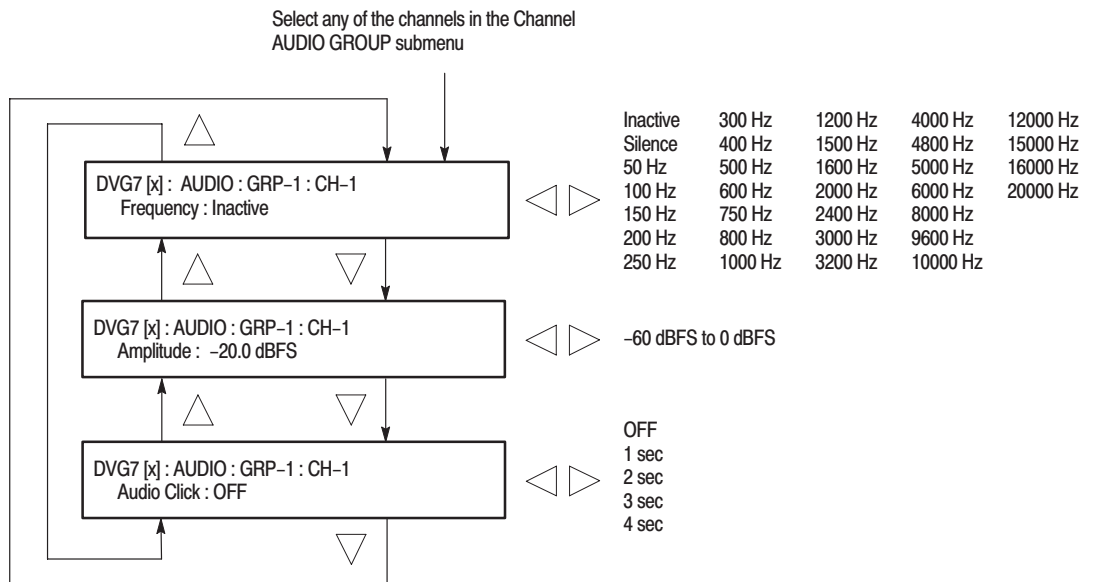 Select any of the channels in the Channel
AUDIO GROUP submenu
DVG7 [x] : AUDIO : GRP–1 : CH–1
Frequency : Inactive
Inactive 300 Hz 1200 Hz 4000 Hz 12000 Hz
Silence 400 Hz 1500 Hz 4800 Hz 15000 Hz
50 Hz 500 Hz 1600 Hz 5000 Hz 16000 Hz
100 Hz 600 Hz 2000 Hz 6000 Hz 20000 Hz
150 Hz 750 Hz 2400 Hz 8000 Hz
200 Hz 800 Hz 3000 Hz 9600 Hz
250 Hz 1000 Hz 3200 Hz 10000 Hz
DVG7 [x] : AUDIO : GRP–1 : CH–1
Amplitude : –20.0 dBFS
–60 dBFS to 0 dBFS
DVG7 [x] : AUDIO : GRP–1 : CH–1
Audio Click : OFF
OFF
1 sec
2 sec
3 sec
4 sec